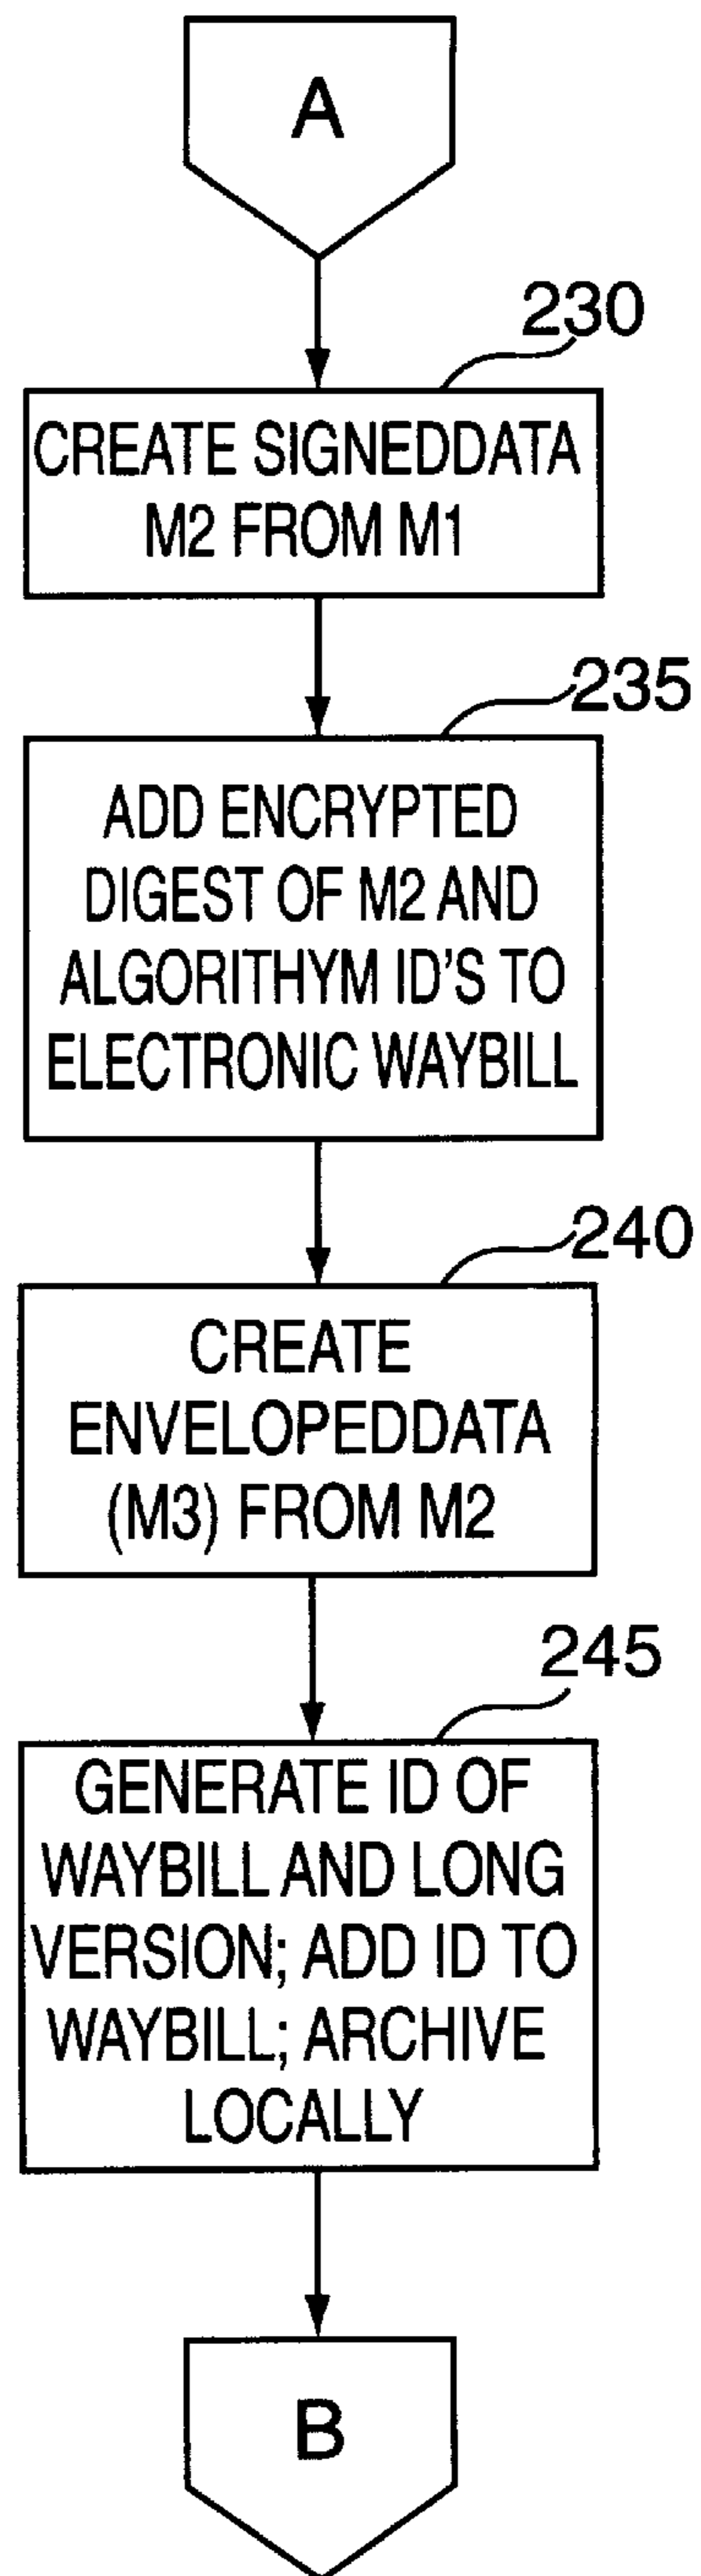 A
230
CREATE SIGNEDDATA
M2 FROM M1
235
ADD ENCRYPTED
DIGEST OF M2 AND
ALGORITHYM ID'S TO
ELECTRONIC WAYBILL
240
CREATE
ENVELOPEDDATA
(M3) FROM M2
245
GENERATE ID OF
WAYBILL AND LONG
VERSION; ADD ID TO
WAYBILL; ARCHIVE
LOCALLY
B